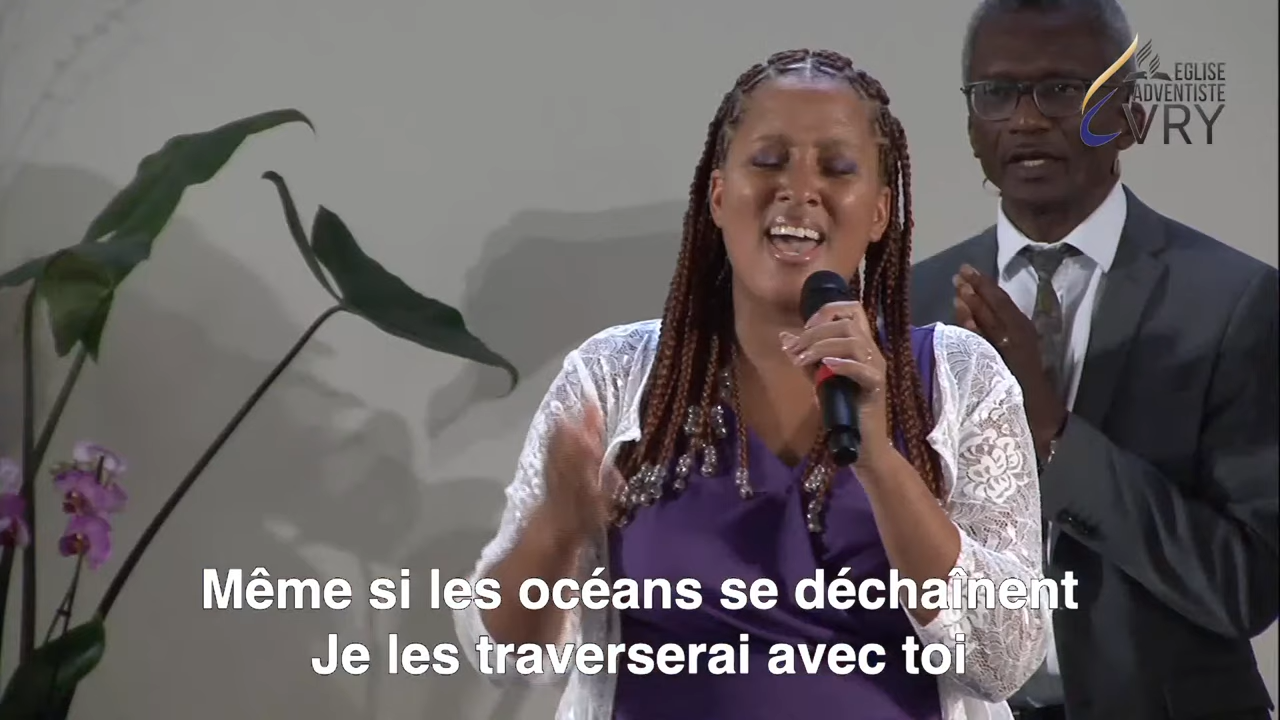 EGLISE
ADVENTISTE
VRY
Même si les océans se déchaînent
Je les traverserai avec toi